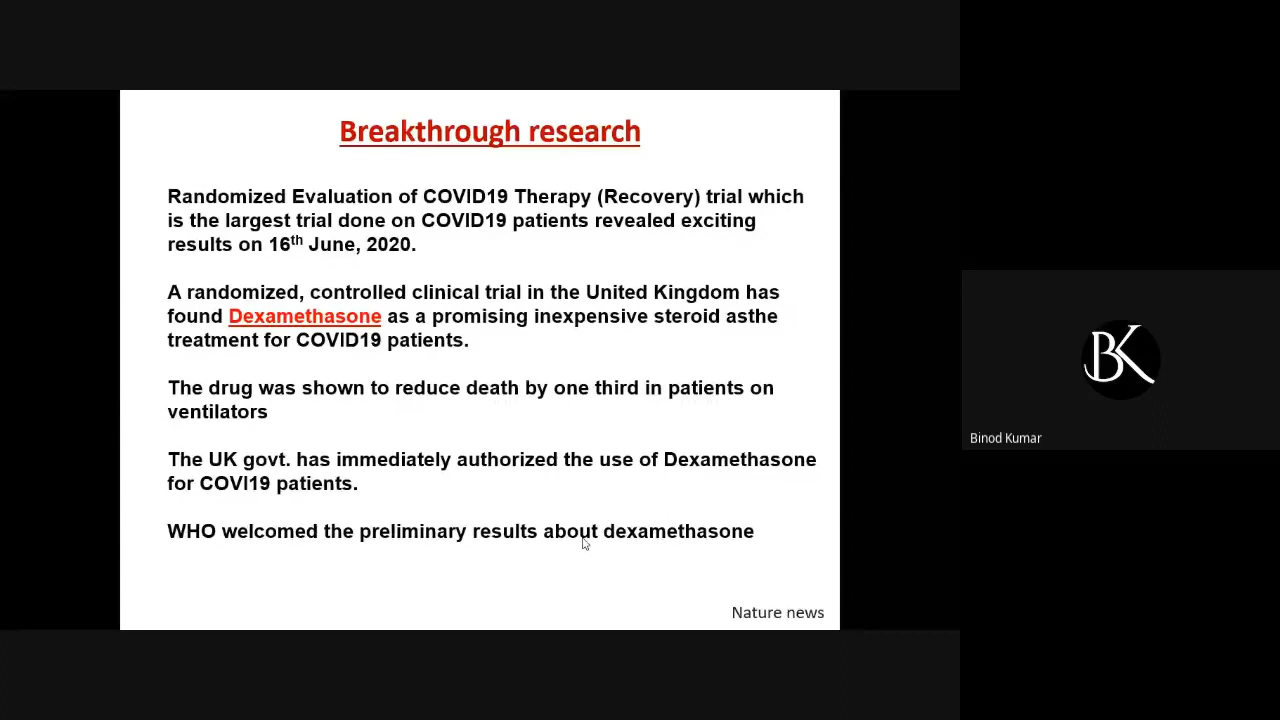 Breakthrough research
Randomized Evaluation of COVID19 Therapy (Recovery) trial which
is the largest trial done on COVID19 patients revealed exciting
results on 16th June, 2020.
A randomized, controlled clinical trial in the United Kingdom has
found Dexamethasone as a promising inexpensive steroid asthe
treatment for COVID19 patients.
The drug was shown to reduce death by one third in patients on
ventilators
The UK govt. has immediately authorized the use of Dexamethasone
for COVI19 patients.
WHO welcomed the preliminary results about dexamethasone
Nature news
BK
Binod Kumar